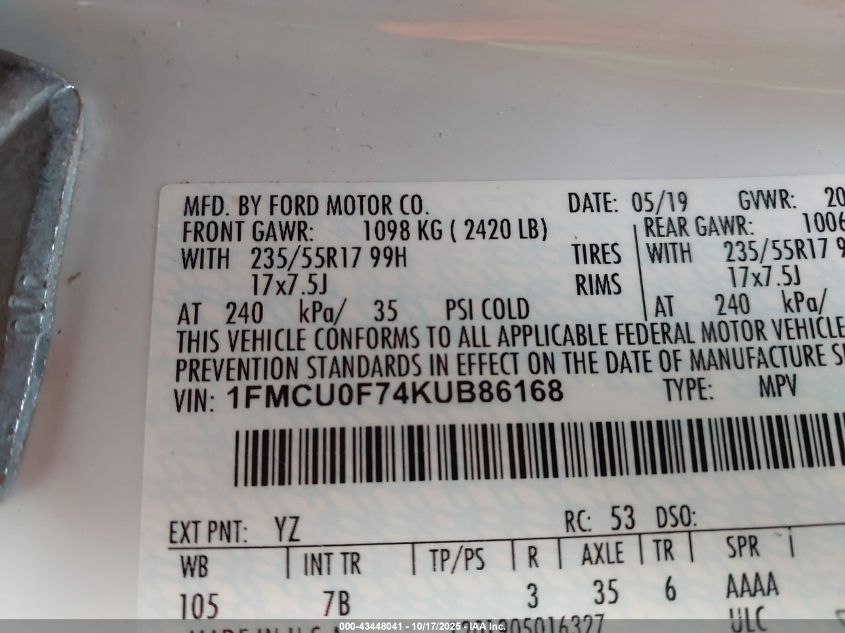 MFD. BY FORD MOTOR CO. DATE: 05/19 GVWR: 20
FRONT GAWR: 1098 KG ( 2420 LB) REAR GAWR: 1006
WITH 235/55R17 99H TIRES WITH 235/55R17 9
17x7.5J RIMS 17x7.5J
AT 240 kPa/ 35 PSI COLD AT 240 kPa/
THIS VEHICLE CONFORMS TO ALL APPLICABLE FEDERAL MOTOR VEHICLE
PREVENTION STANDARDS IN EFFECT ON THE DATE OF MANUFACTURE
VIN: 1FMCU0F74KUB86168 TYPE: MPV
EXT PNT: YZ RC: 53 DSO:
WB INT TR TP/PS R AXLE TR SPR
105 7B 3 35 6 AAAA
ULC
000-43448041 - 10/17/2025 - IAA Inc.